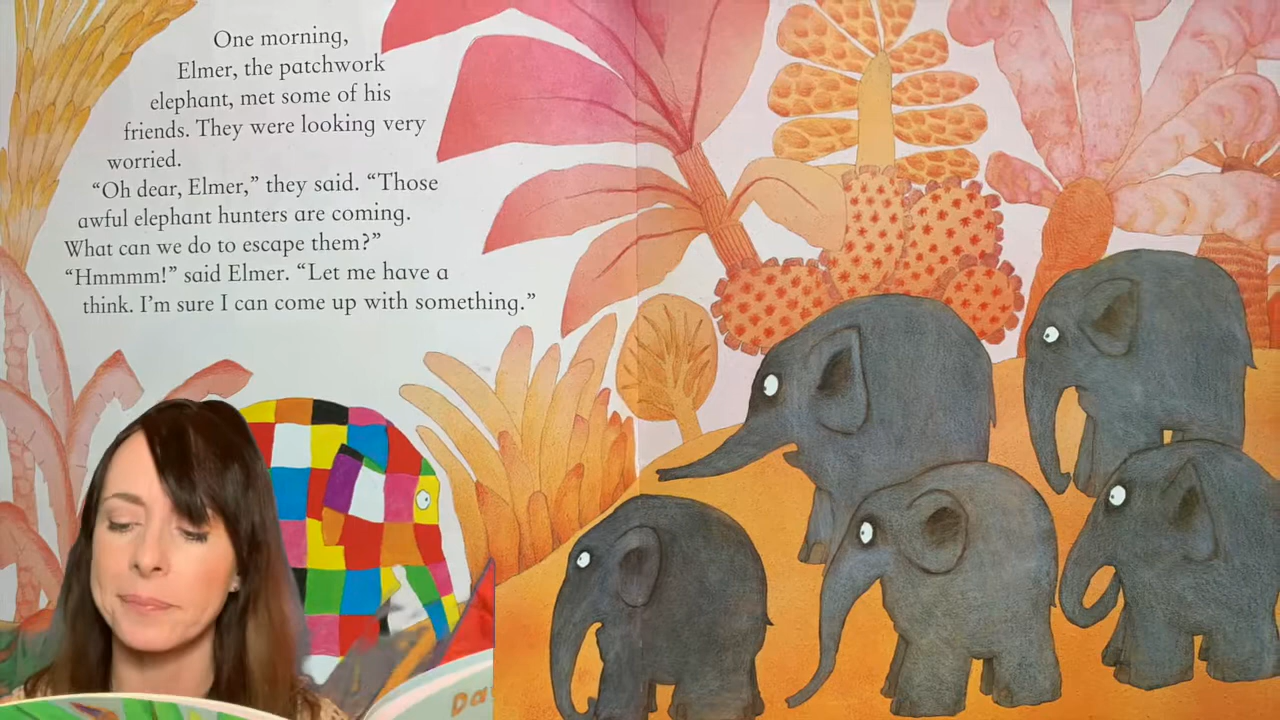 One morning,
Elmer, the patchwork
elephant, met some of his
friends. They were looking very
worried.
“Oh dear, Elmer,” they said. “Those
awful elephant hunters are coming.
What can we do to escape them?”
“Hmmmm!” said Elmer. “Let me have a
think. I’m sure I can come up with something.”